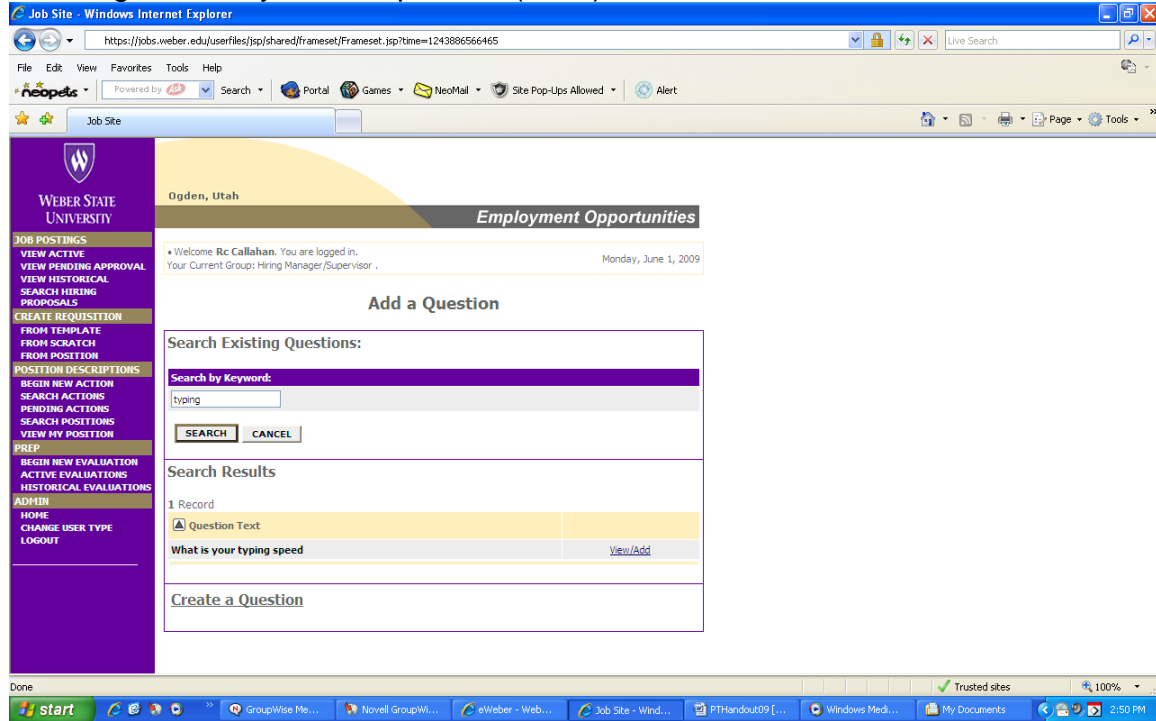 Job Site - Windows Internet Explorer
https://jobs.weber.edu/userfiles/jsp/shared/frameset/Frameset.jsp?time=1243886566465
Live Search
File Edit View Favorites Tools Help
neopets Powered by Search Portal Games NeoMail Site Pop-Ups Allowed Alert
Job Site
Page Tools
WEBER STATE
UNIVERSITY
Ogden, Utah
Employment Opportunities
JOB POSTINGS
VIEW ACTIVE
VIEW PENDING APPROVAL
VIEW HISTORICAL
SEARCH HIRING
PROPOSALS
CREATE REQUISITION
FROM TEMPLATE
FROM SCRATCH
FROM POSITION
POSITION DESCRIPTIONS
BEGIN NEW ACTION
SEARCH ACTIONS
PENDING ACTIONS
SEARCH POSITIONS
VIEW MY POSITION
PREP
BEGIN NEW EVALUATION
ACTIVE EVALUATIONS
HISTORICAL EVALUATIONS
ADMIN
HOME
CHANGE USER TYPE
LOGOUT
• Welcome Rc Callahan. You are logged in.
Your Current Group: Hiring Manager/Supervisor .
Monday, June 1, 2009
Add a Question
Search Existing Questions:
Search by Keyword:
typing
SEARCH CANCEL
Search Results
1 Record
Question Text
What is your typing speed View/Add
Create a Question
Done Trusted sites 100%
start GroupWise Me... Novell GroupWi... eWeber - Web... Job Site - Wind... PTHandout09 [... Windows Medi... My Documents 2:50 PM